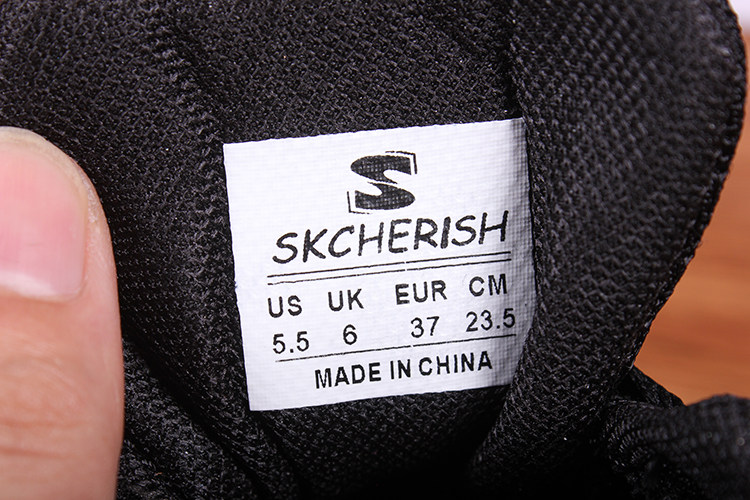 S
SKCHERISH
US UK EUR CM
5.5 6 37 23.5
MADE IN CHINA